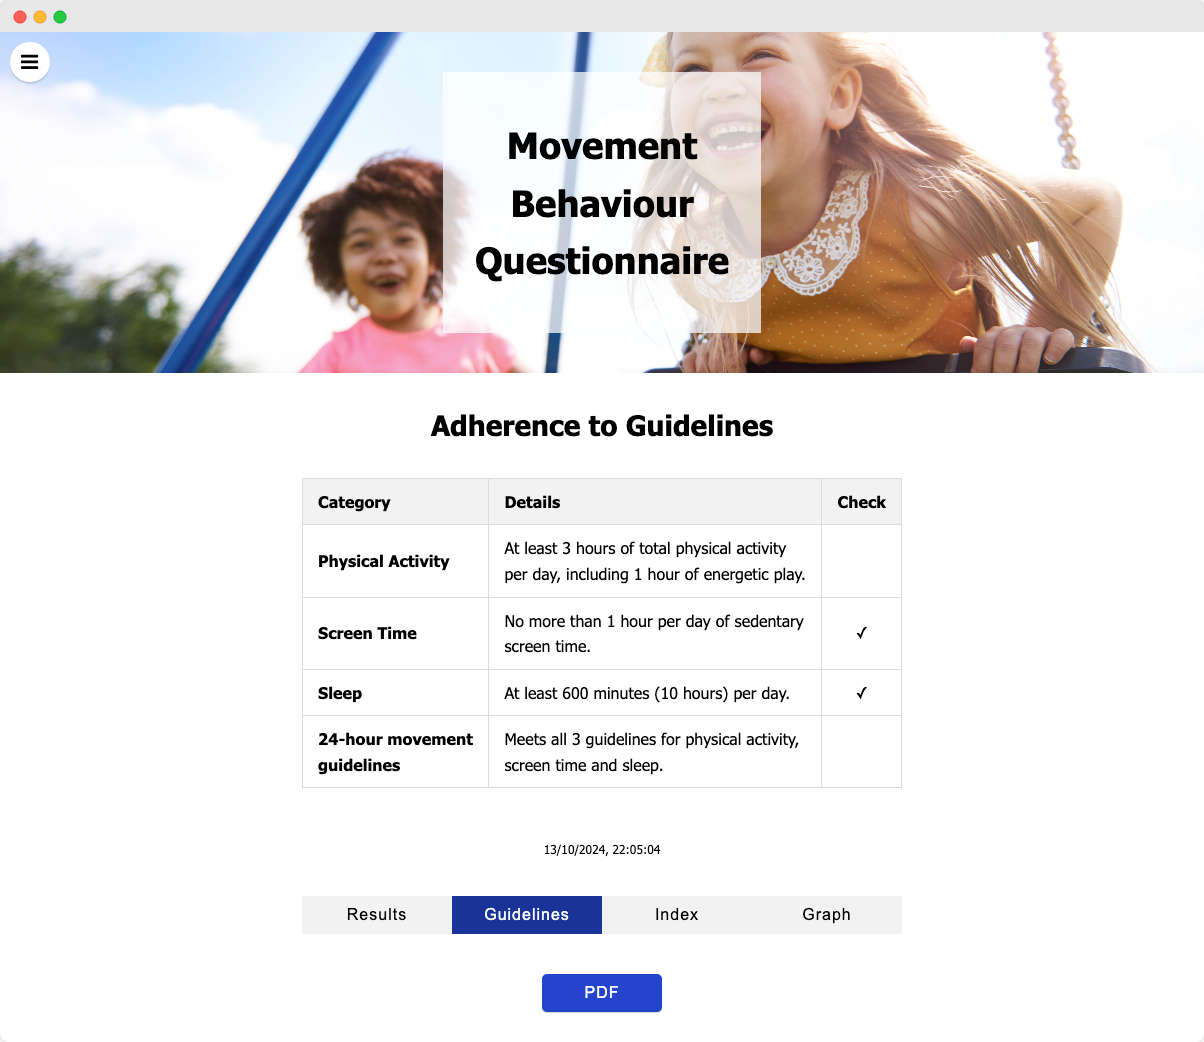 Movement
Behaviour
Questionnaire
Adherence to Guidelines
Category Details Check
Physical Activity At least 3 hours of total physical activity
per day, including 1 hour of energetic play.
Screen Time No more than 1 hour per day of sedentary
screen time. ✓
Sleep At least 600 minutes (10 hours) per day. ✓
24-hour movement
guidelines Meets all 3 guidelines for physical activity,
screen time and sleep.
13/10/2024, 22:05:04
Results Guidelines Index Graph
PDF